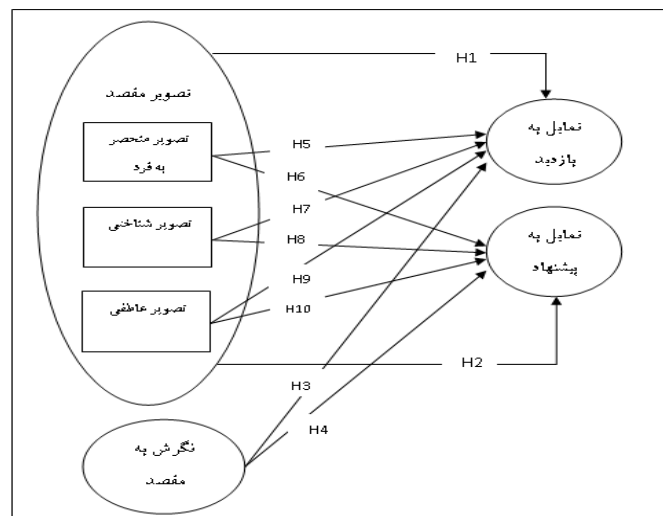 H1
تصویر مقصد
تمایل به
بازدید
تصویر منحصر
به فرد
H5
H6
H7
تصویر شناختی
H8
تمایل به
پیشنهاد
H9
تصویر عاطفی
H10
H2
H3
H4
نگرش به
مقصد